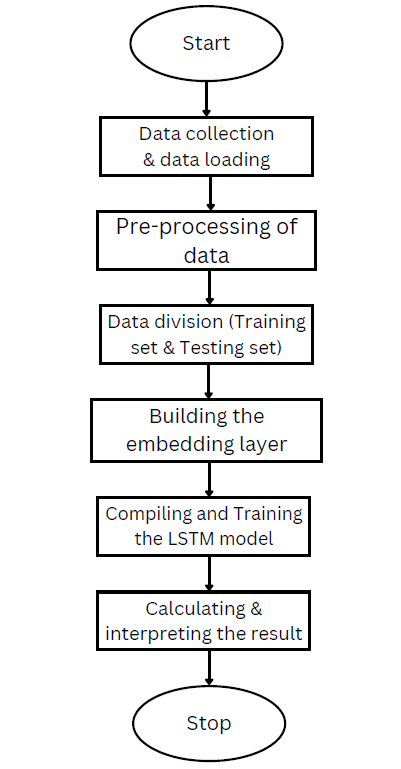 Start
Data collection
& data loading
Pre-processing of
data
Data division (Training
set & Testing set)
Building the
embedding layer
Compiling and Training
the LSTM model
Calculating &
interpreting the result
Stop